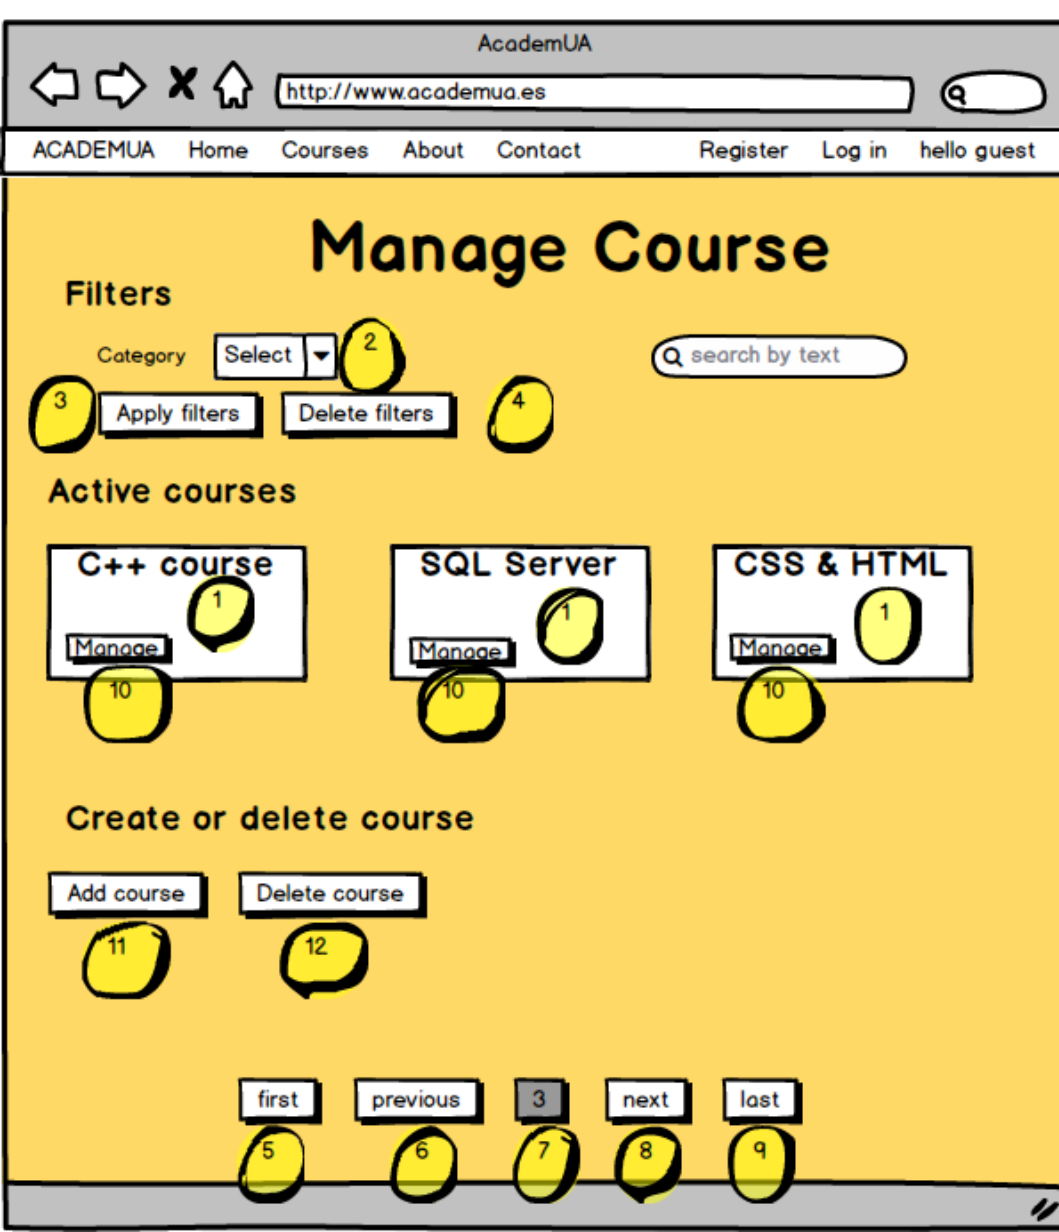 AcademUA
http://www.academua.es
ACADEMUA Home Courses About Contact Register Log in hello guest
Manage Course
Filters
Category Select 2 search by text
3 Apply filters Delete filters 4
Active courses
C++ course SQL Server CSS & HTML
1 1 1
Manage Manage Manage
10 10 10
Create or delete course
Add course Delete course
11 12
first previous 3 next last
5 6 7 8 9